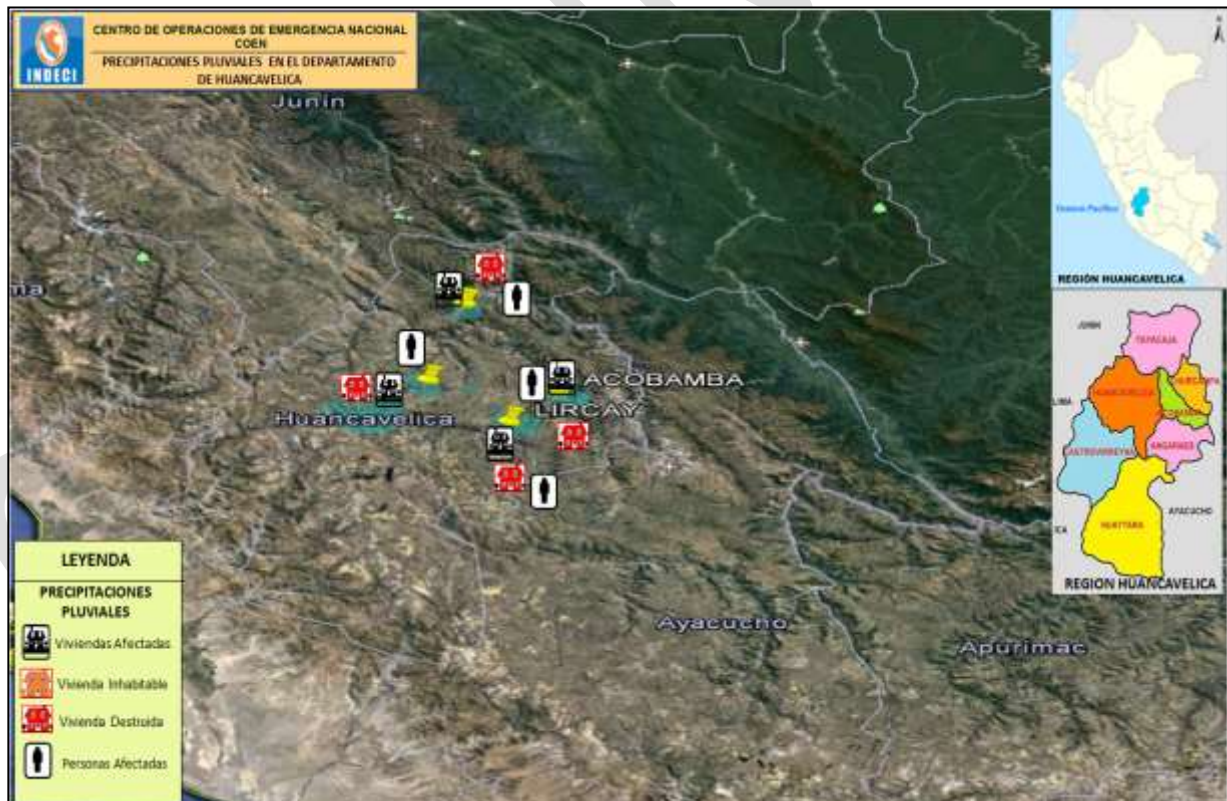 INDECI
CENTRO DE OPERACIONES DE EMERGENCIA NACIONAL
COEN
PRECIPITACIONES PLUVIALES EN EL DEPARTAMENTO
DE HUANCAVELICA
Junin
ACOBAMBA
LIRCAY
Huancavelica
Ayacucho
Apurimac
LEYENDA
PRECIPITACIONES
PLUVIALES
Viviendas Afectadas
Vivienda Inhabitable
Vivienda Destruida
Personas Afectadas
REGIÓN HUANCAVELICA
JUNIN
TAYACAJA
HUANCAVELICA
LIMA
ANGARAES
CASTROVIRREYNA
AYACUCHO
ICA
HUAYTARA
REGION HUANCAVELICA